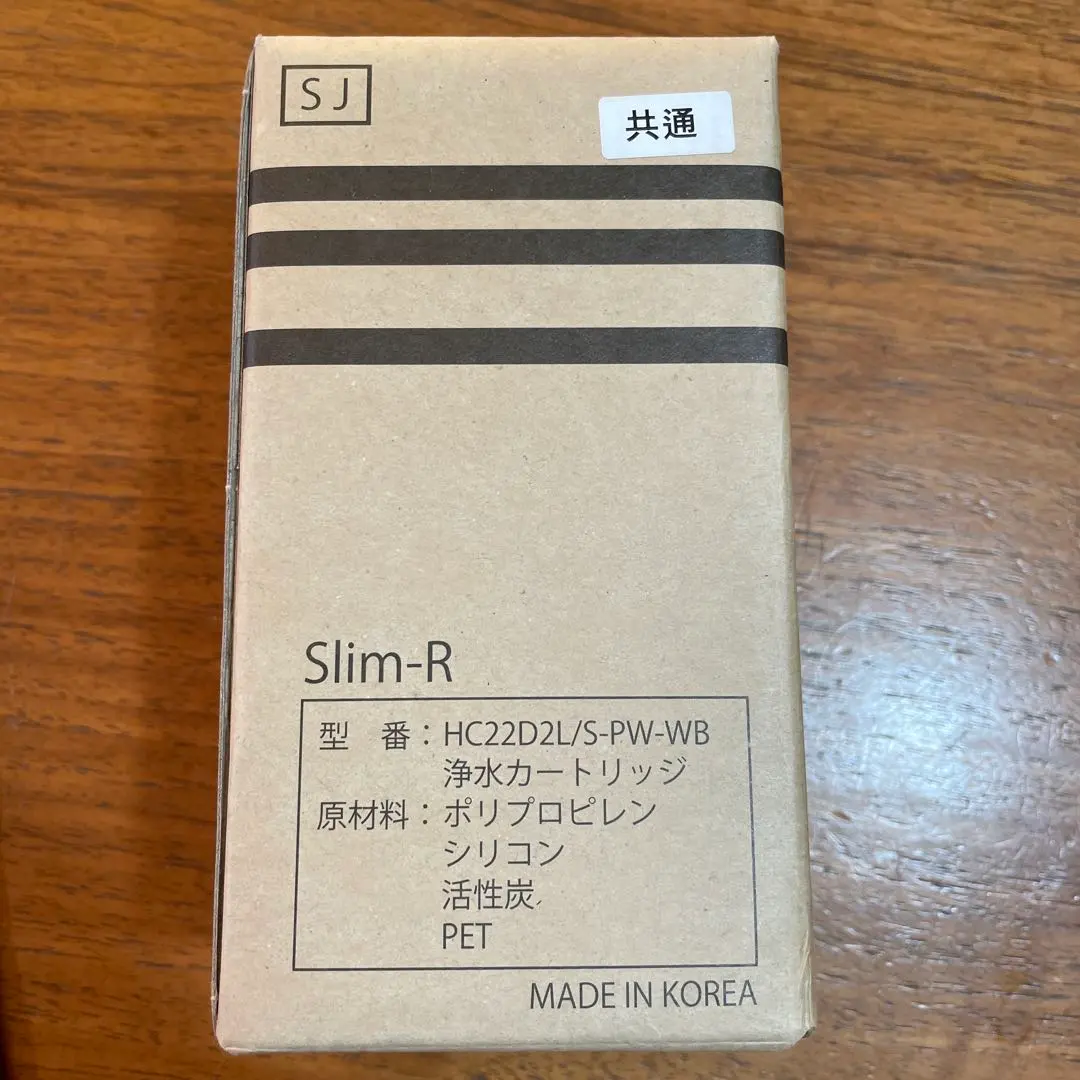 SJ
共通
Slim-R
型 番：HC22D2L/S-PW-WB
浄水カートリッジ
原材料：ポリプロピレン
シリコン
活性炭
PET
MADE IN KOREA